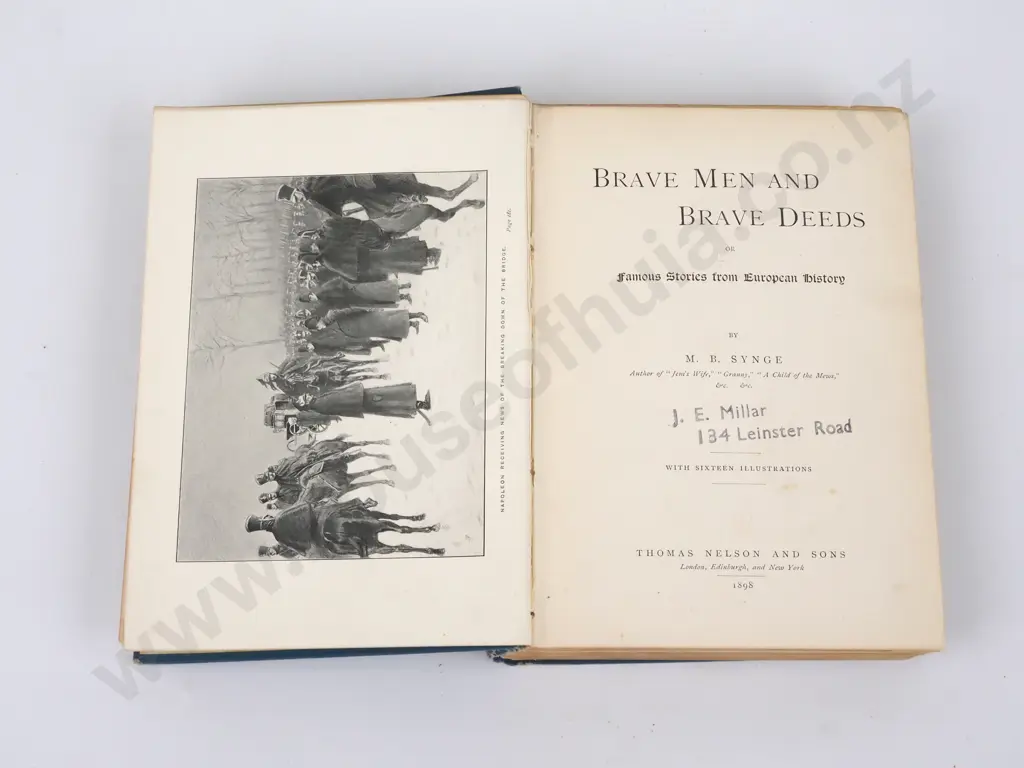 NAPOLEON RECEIVING NEWS OF THE BREAKING DOWN OF THE BRIDGE.
BRAVE MEN AND
BRAVE DEEDS
OR
Famous Stories from European History
BY
M. B. SYNGE
Author of "Jem's Wife," "Granny," "A Child of the Mews,"
&c. &c.
J. E. Millar
134 Leinster Road
WITH SIXTEEN ILLUSTRATIONS
THOMAS NELSON AND SONS
London, Edinburgh, and New York
1898
www.houseofhuia.co.nz